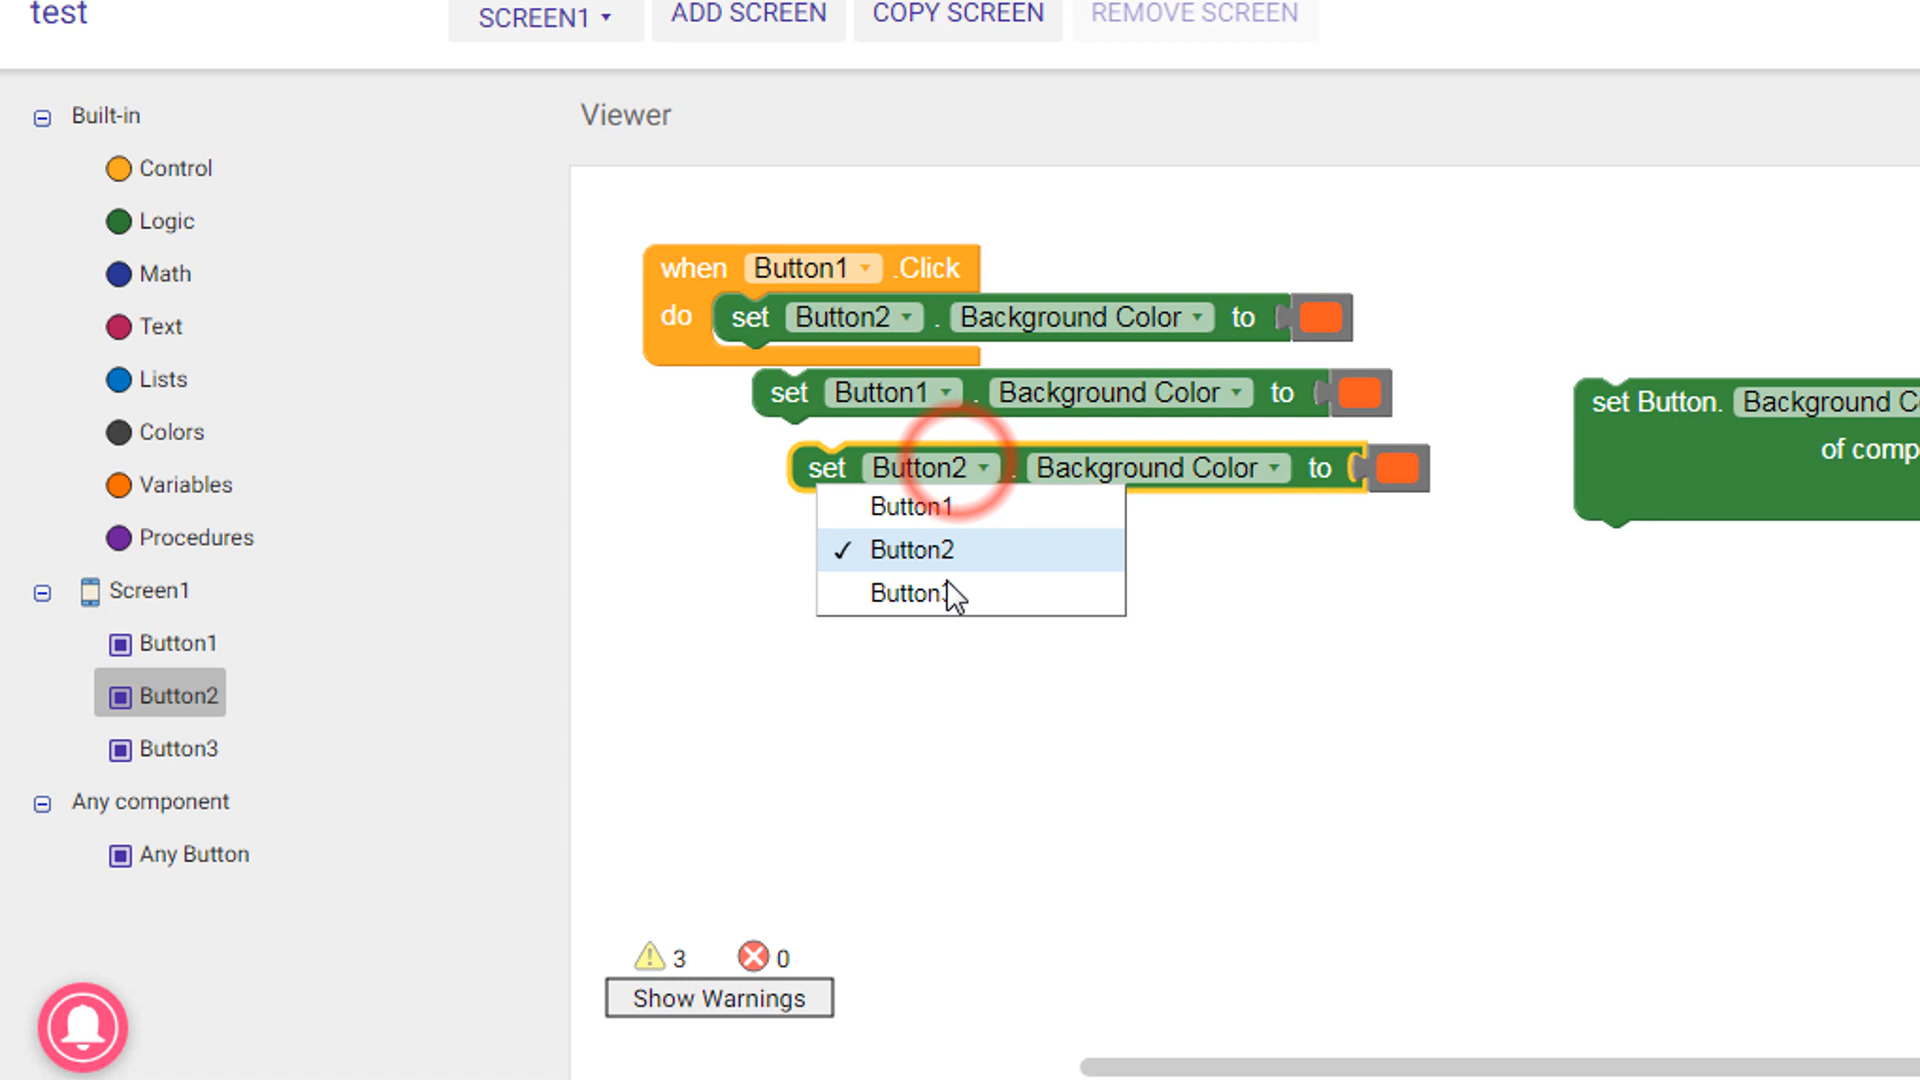 test
SCREEN1
ADD SCREEN
COPY SCREEN
REMOVE SCREEN
Built-in
Control
Logic
Math
Text
Lists
Colors
Variables
Procedures
Screen1
Button1
Button2
Button3
Any component
Any Button
Viewer
when Button1 .Click
do set Button2 . Background Color to
set Button1 . Background Color to
set Button2 . Background Color to
Button1
✓ Button2
set Button. Background
of
3 0
Show Warnings